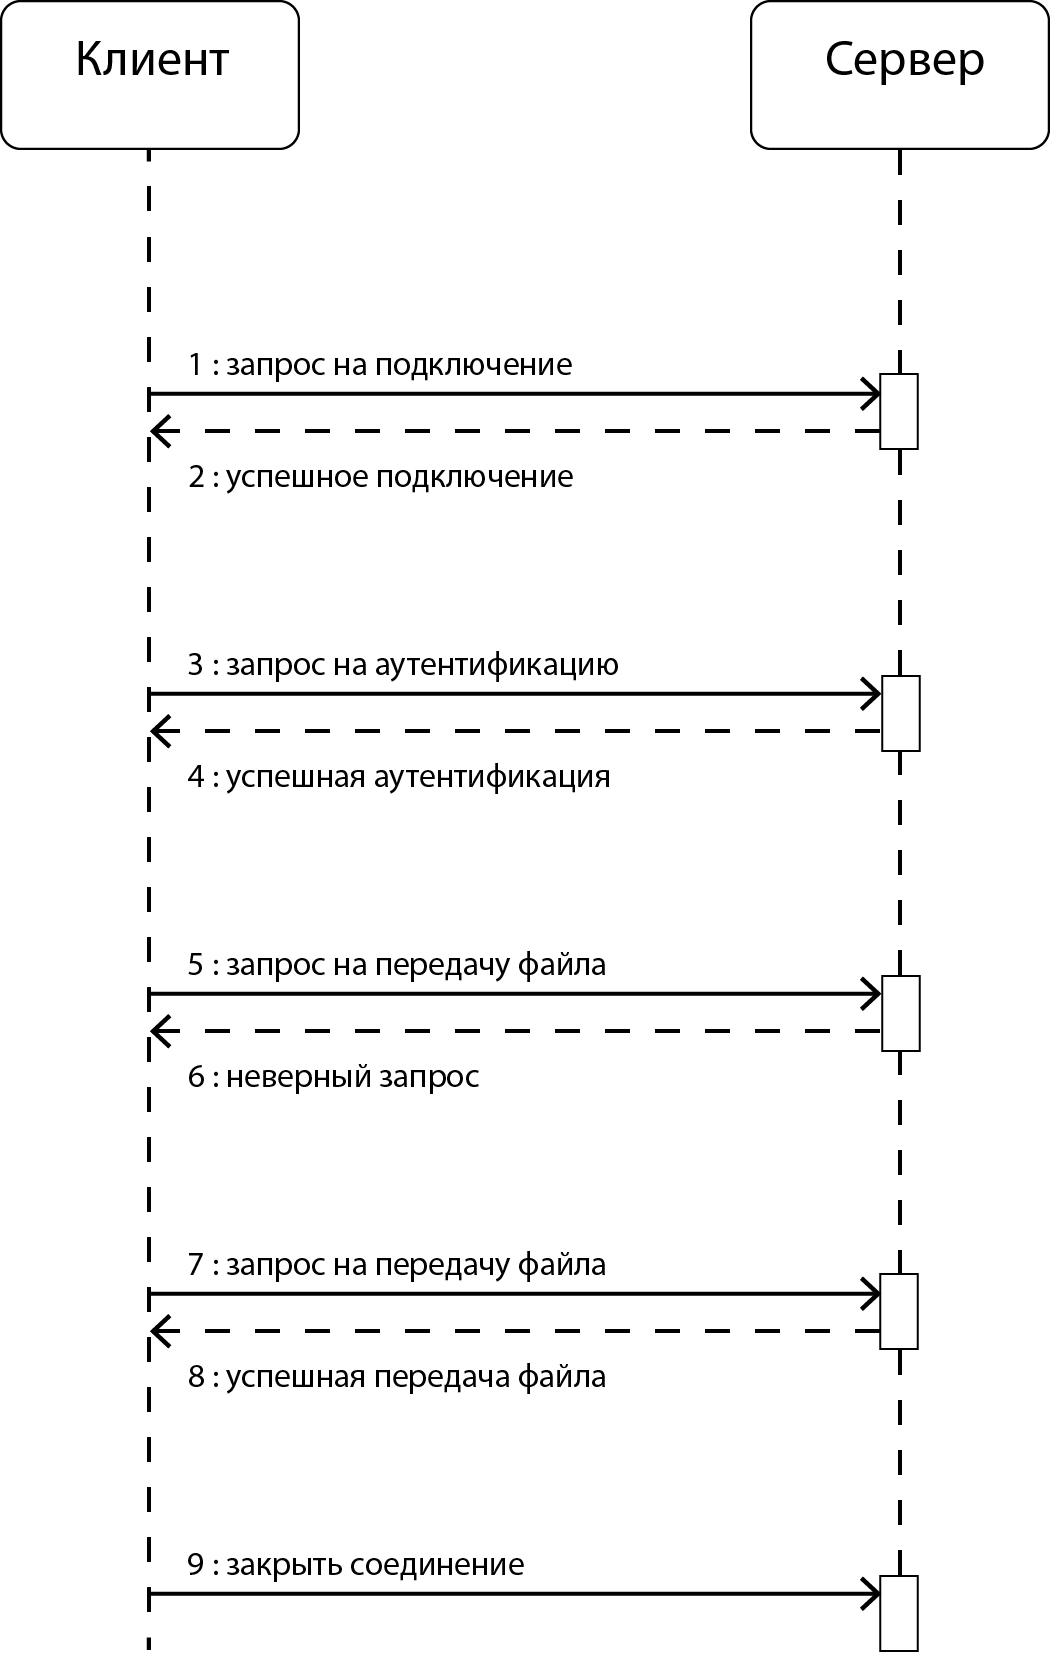 Клиент
Сервер
1 : запрос на подключение
2 : успешное подключение
3 : запрос на аутентификацию
4 : успешная аутентификация
5 : запрос на передачу файла
6 : неверный запрос
7 : запрос на передачу файла
8 : успешная передача файла
9 : закрыть соединение